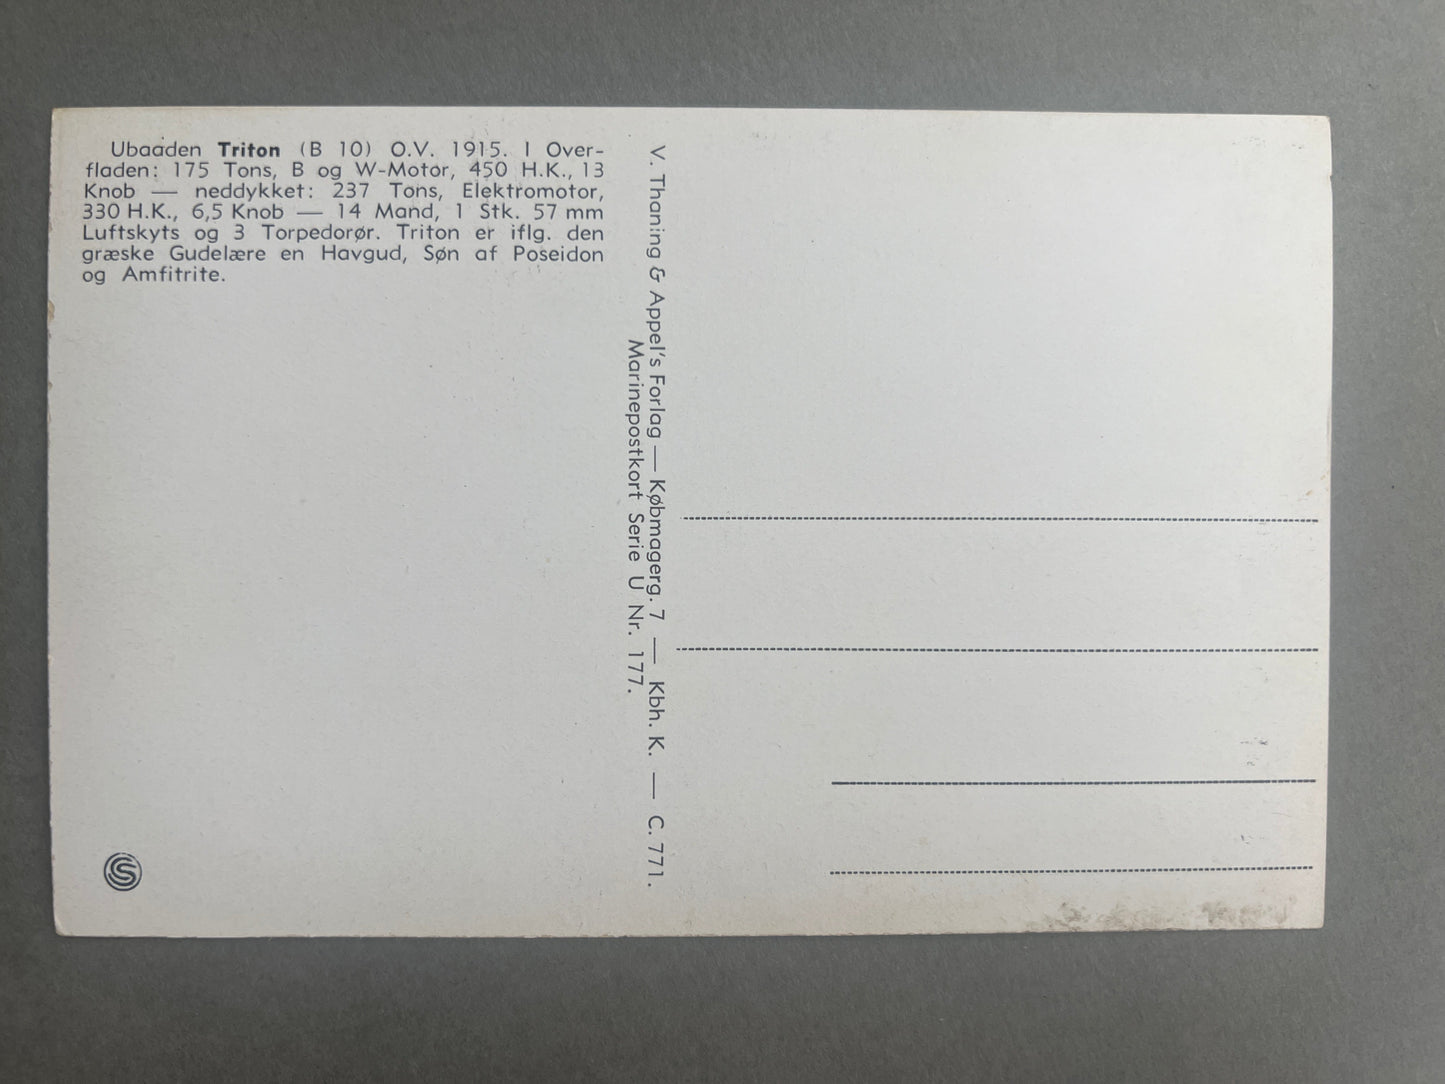 Ubaaden Triton (B 10) O.V. 1915. I Over-
fladen: 175 Tons, B og W-Motor, 450 H.K., 13
Knob — neddykket: 237 Tons, Elektromotor,
330 H.K., 6,5 Knob — 14 Mand, 1 Stk. 57 mm
Luftskyts og 3 Torpedorør. Triton er iflg. den
græske Gudelære en Havgud, Søn af Poseidon
og Amfitrite.
V. Thaning & Appel's Forlag — Købmagerg. 7 — Kbh. K. — C. 771.
Marinepostkort Serie U Nr. 177.